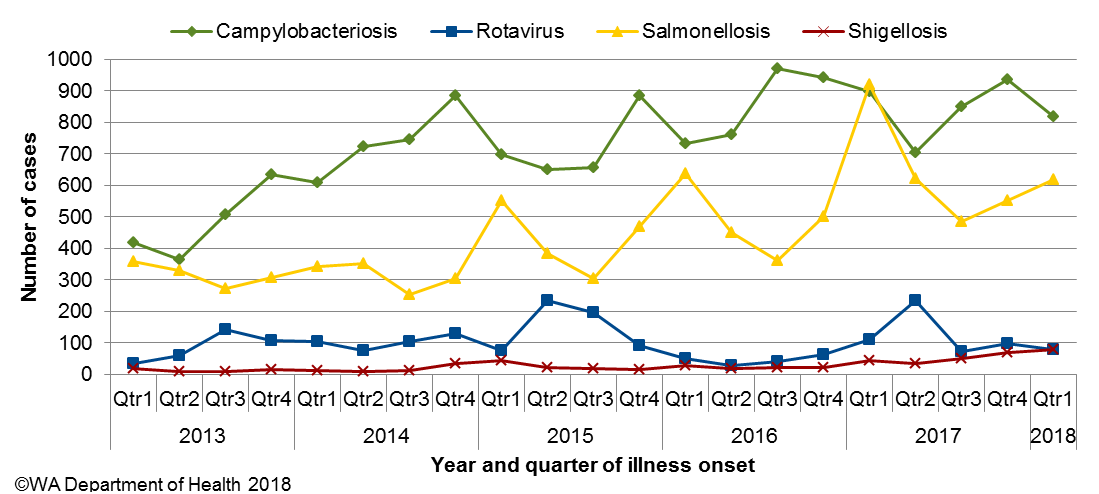 Campylobacteriosis Rotavirus Salmonellosis Shigellosis
1000
900
800
700
600
500
400
300
200
100
0
Number of cases
Qtr1 Qtr2 Qtr3 Qtr4 Qtr1 Qtr2 Qtr3 Qtr4 Qtr1 Qtr2 Qtr3 Qtr4 Qtr1 Qtr2 Qtr3 Qtr4 Qtr1 Qtr2 Qtr3 Qtr4 Qtr1
2013 2014 2015 2016 2017 2018
Year and quarter of illness onset
©WA Department of Health 2018